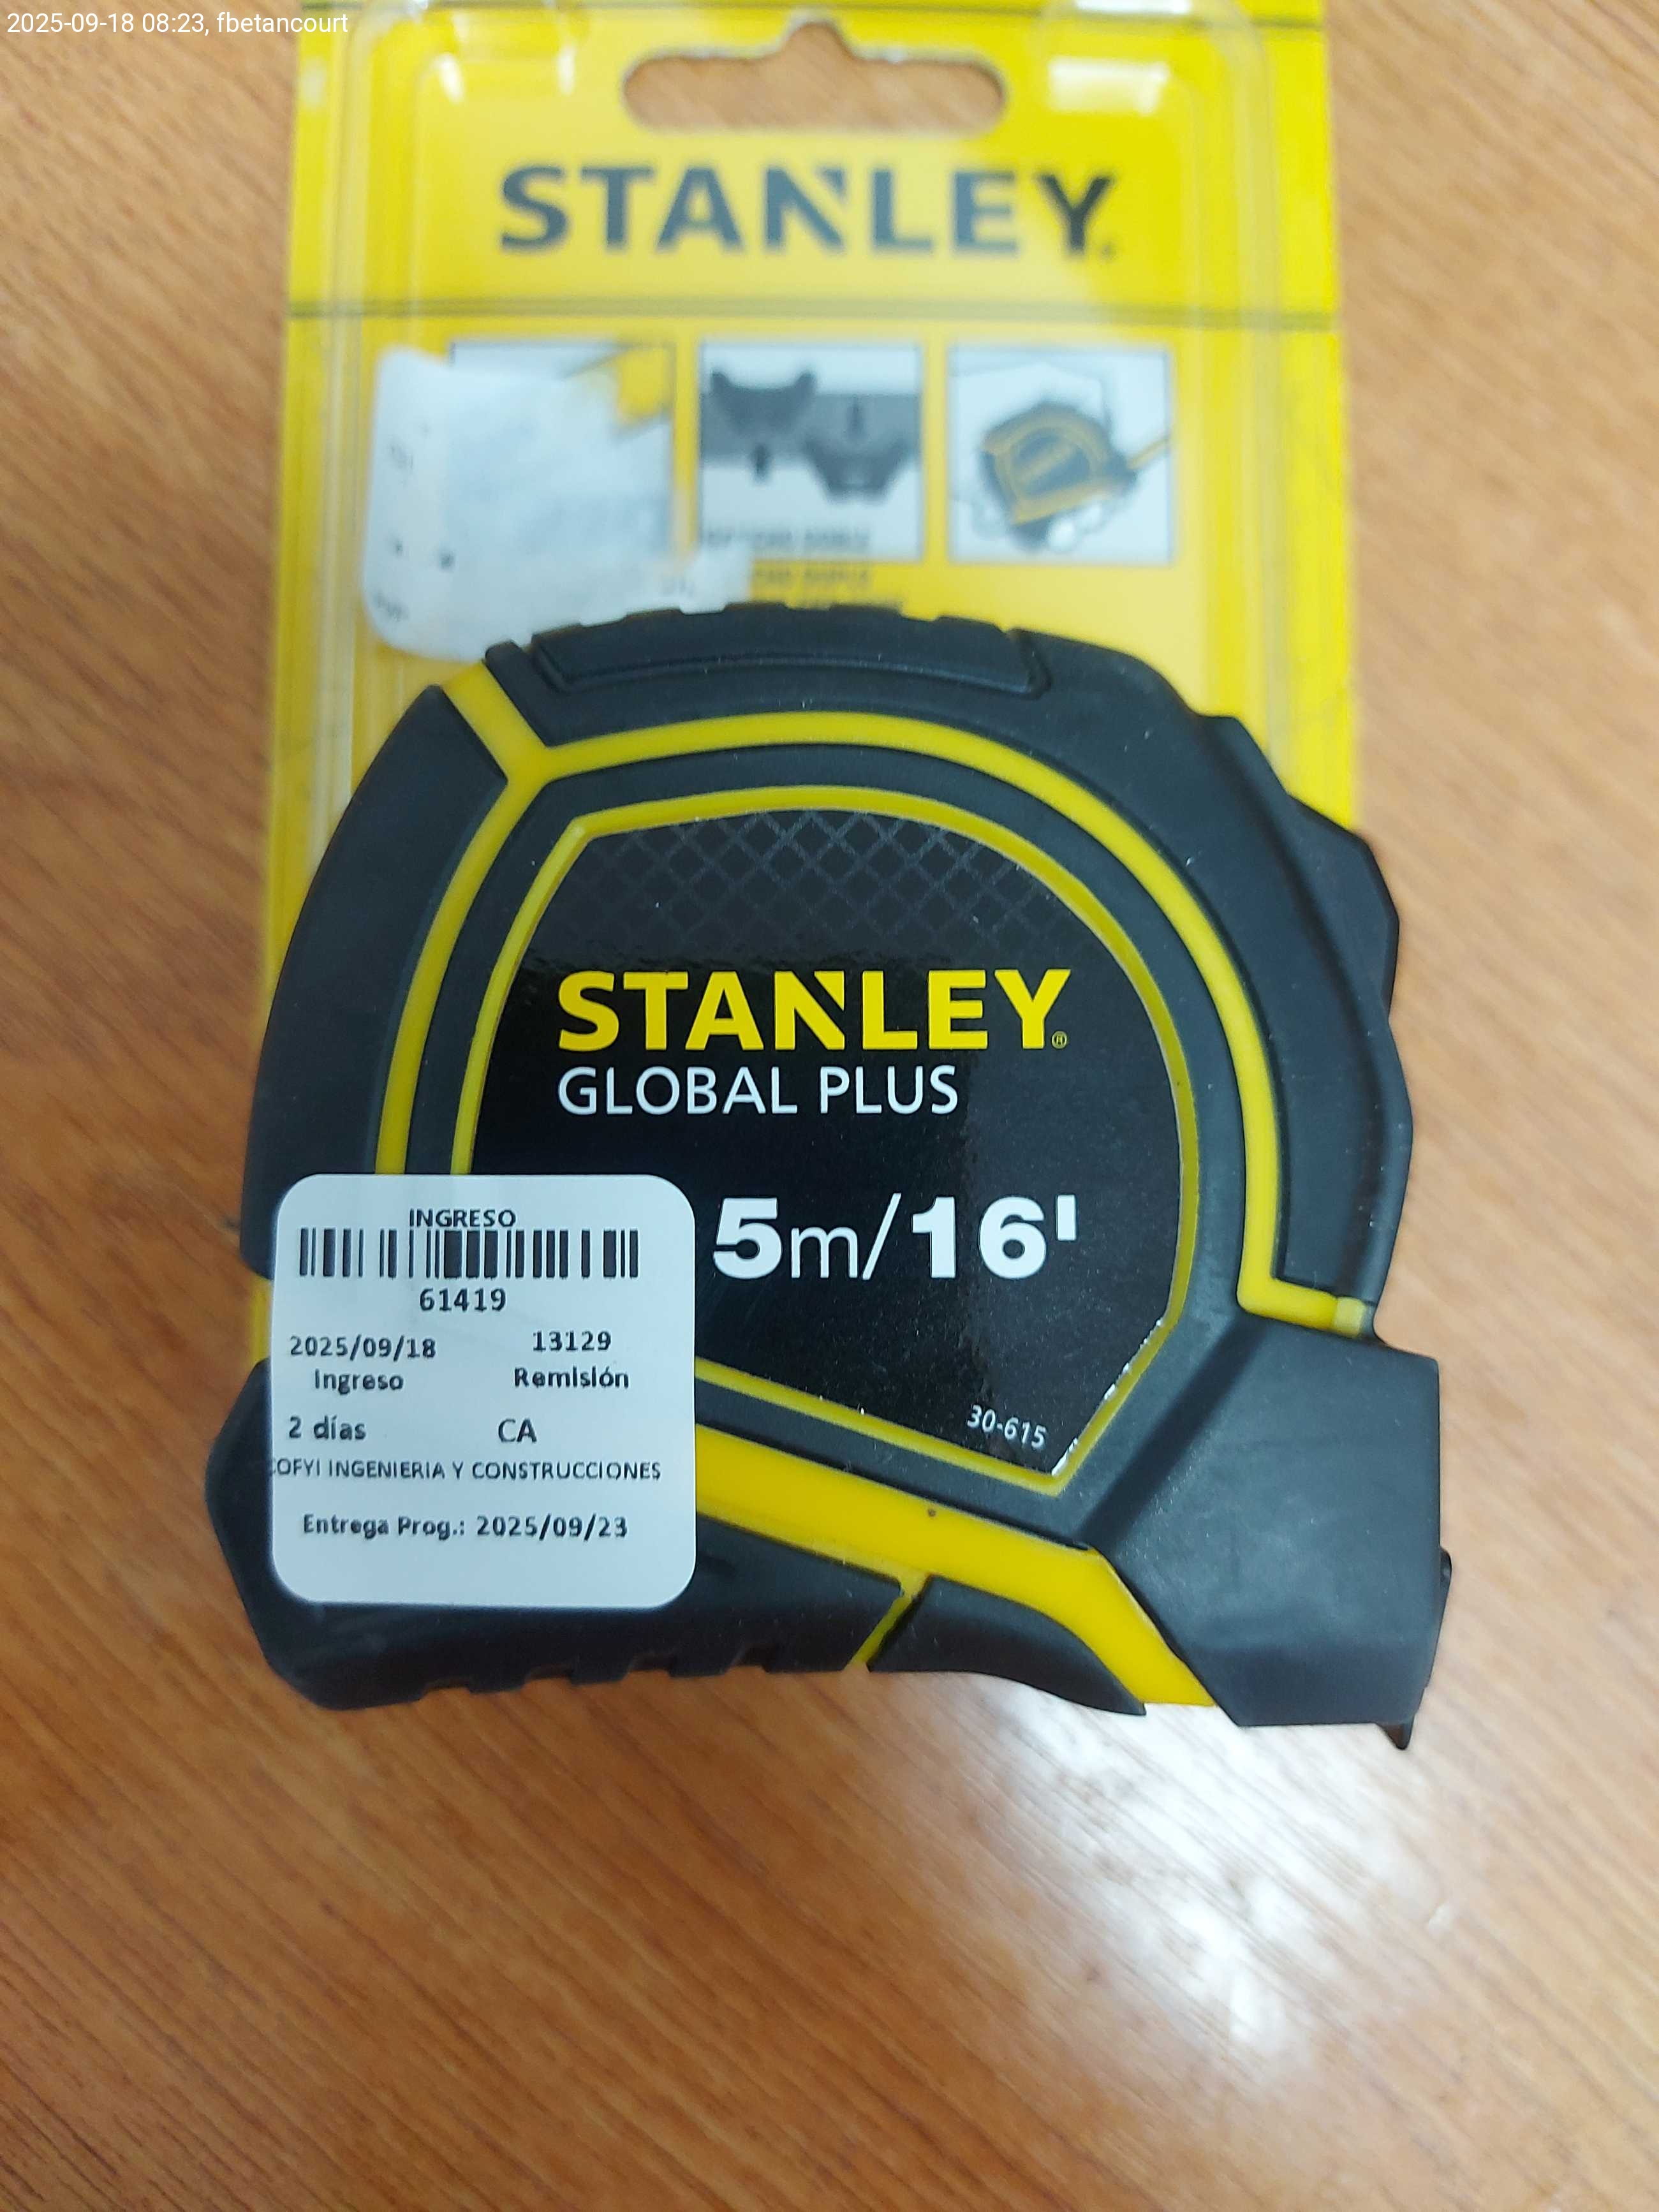 2025-09-18 08:23, fbetancourt
STANLEY
STANLEY®
GLOBAL PLUS
5m/16'
30-615
INGRESO
61419
2025/09/18 13129
Ingreso Remisión
2 días CA
COFYI INGENIERIA Y CONSTRUCCIONES
Entrega Prog.: 2025/09/23